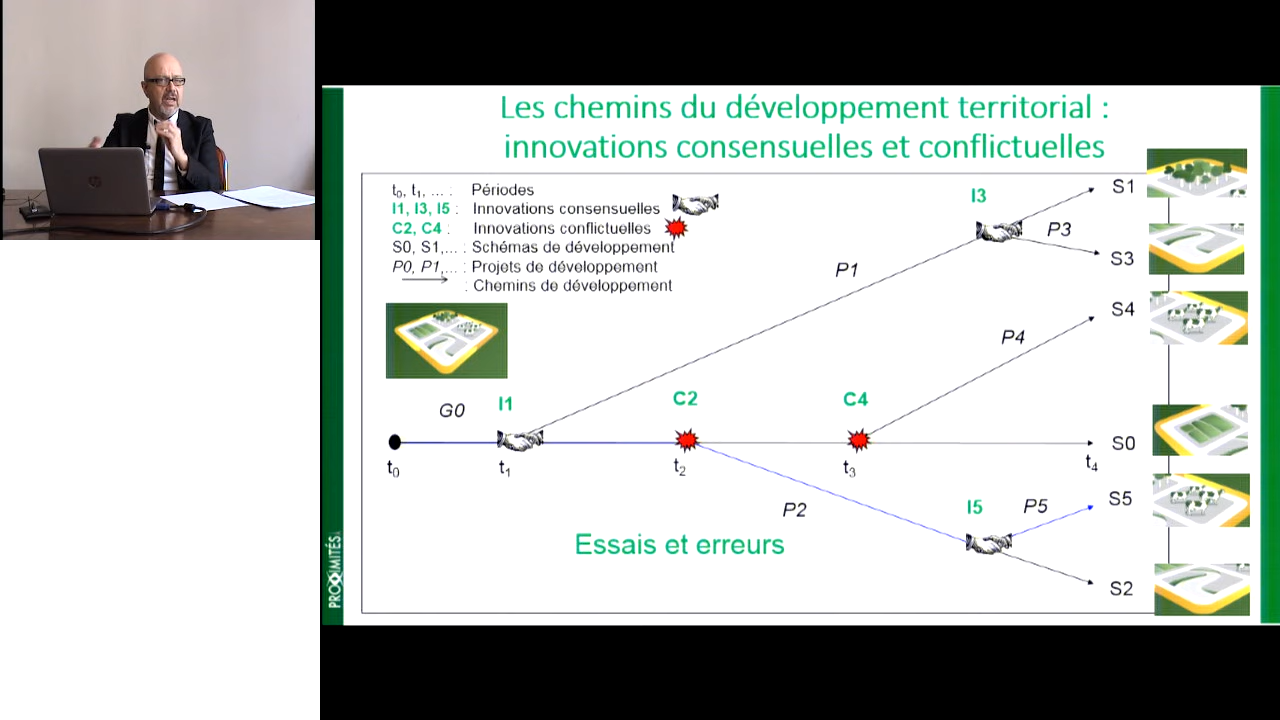 Les chemins du développement territorial :
innovations consensuelles et conflictuelles
t0, t1, ... : Périodes
I1, I3, I5 : Innovations consensuelles
C2, C4 : Innovations conflictuelles
S0, S1,... : Schémas de développement
P0, P1,... : Projets de développement
: Chemins de développement
I3
S1
P3
S3
P1
S4
P4
G0
I1
C2
C4
S0
t0
t1
t2
t3
t4
S5
P2
I5
P5
Essais et erreurs
S2
PROXIMITÉS
hp